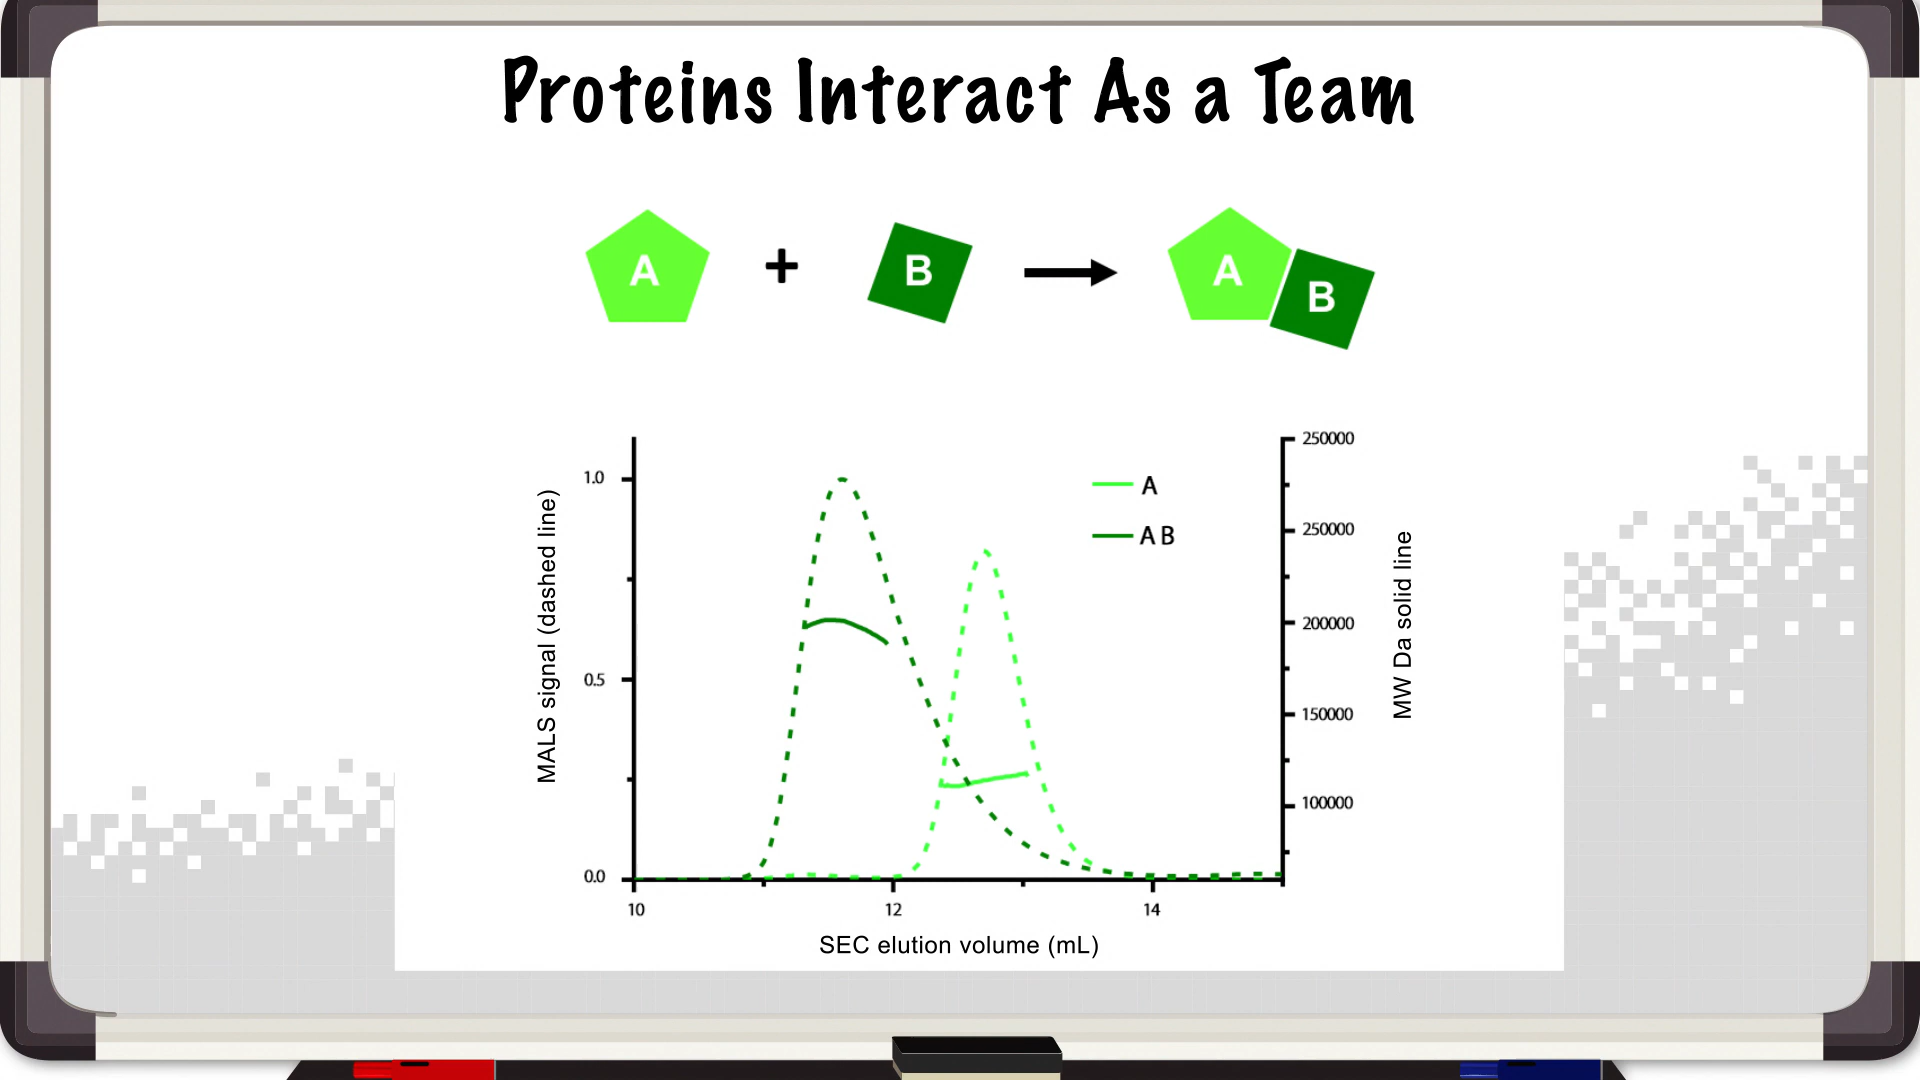 Proteins Interact As a Team
A + B A B
250000
1.0
A
250000
A B
MALS signal (dashed line)
MW Da solid line
200000
0.5
150000
100000
0.0
10 12 14
SEC elution volume (mL)